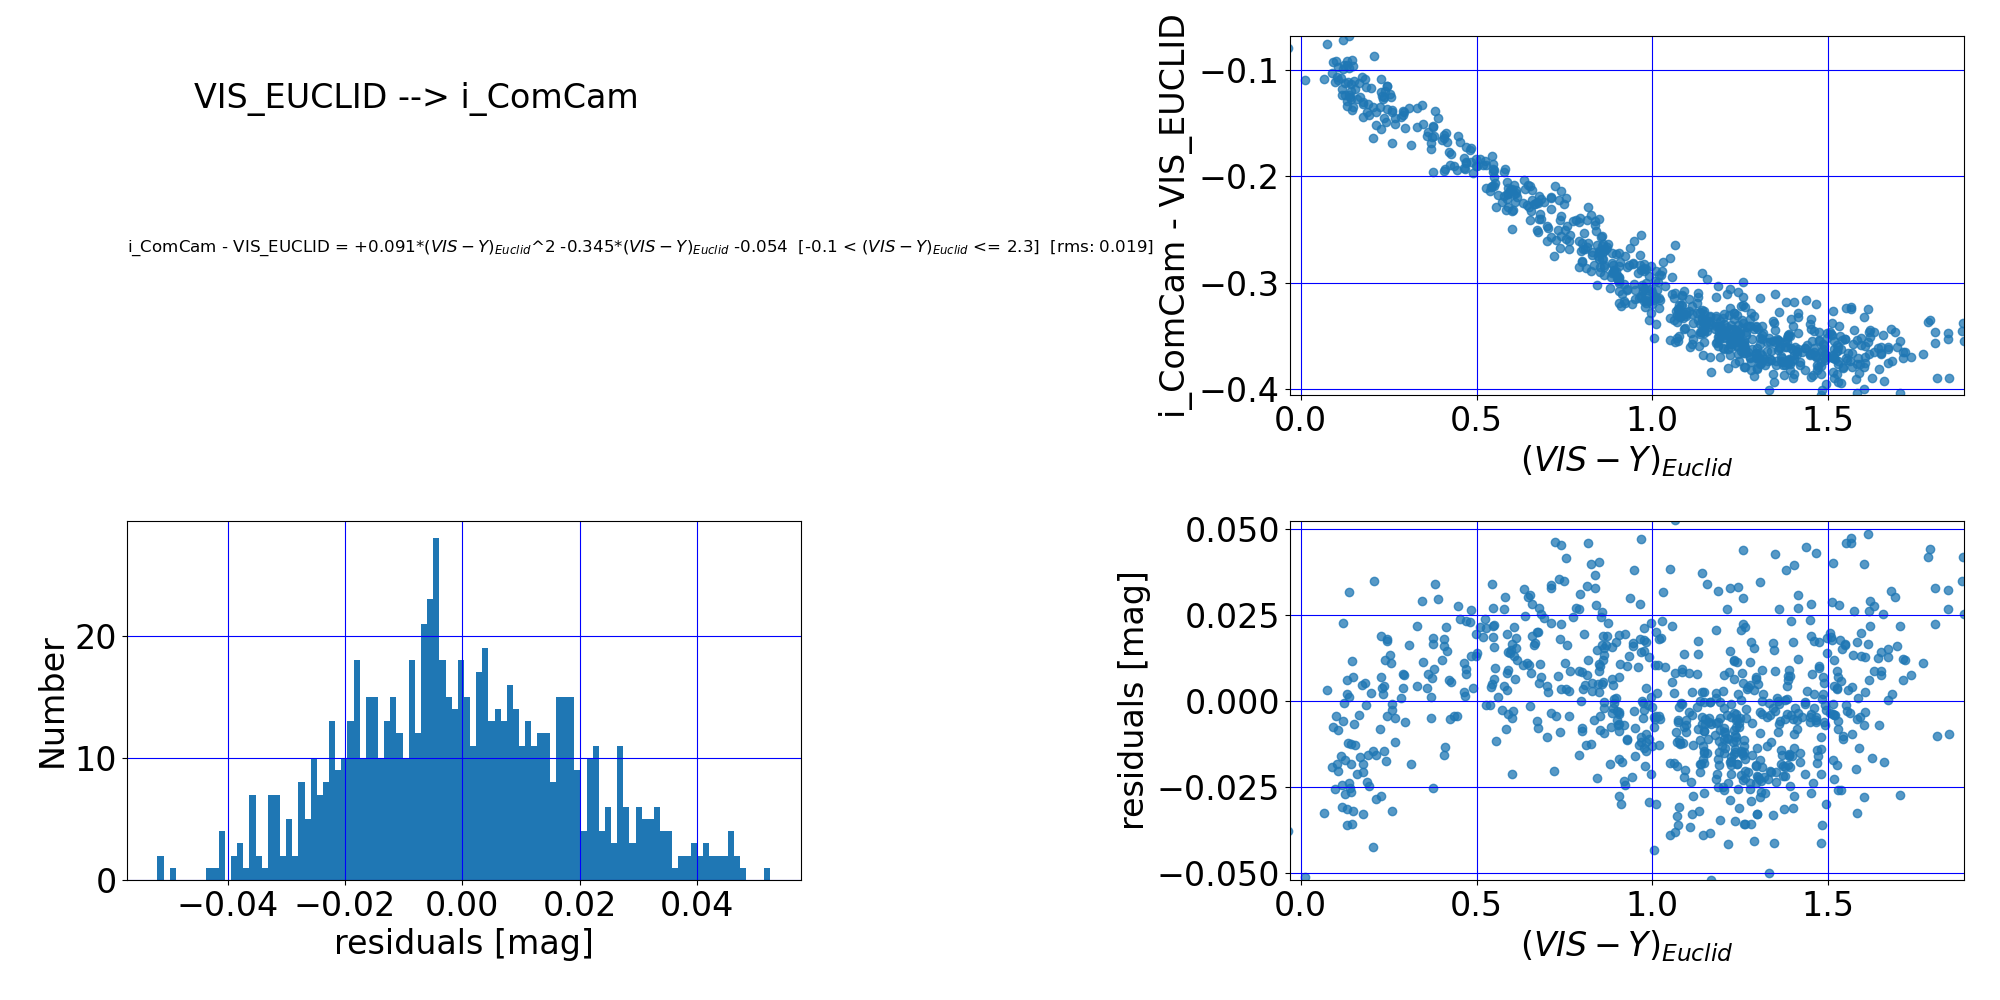 VIS_EUCLID --> i_ComCam
i_ComCam - VIS_EUCLID = +0.091*(VIS−Y)Euclid^2 -0.345*(VIS−Y)Euclid -0.054 [-0.1 < (VIS−Y)Euclid <= 2.3] [rms: 0.019]
i_ComCam - VIS_EUCLID
−0.1
−0.2
−0.3
−0.4
0.0 0.5 1.0 1.5
(VIS − Y)Euclid
Number
20
10
0
−0.04 −0.02 0.00 0.02 0.04
residuals [mag]
residuals [mag]
0.050
0.025
0.000
−0.025
−0.050
0.0 0.5 1.0 1.5
(VIS − Y)Euclid